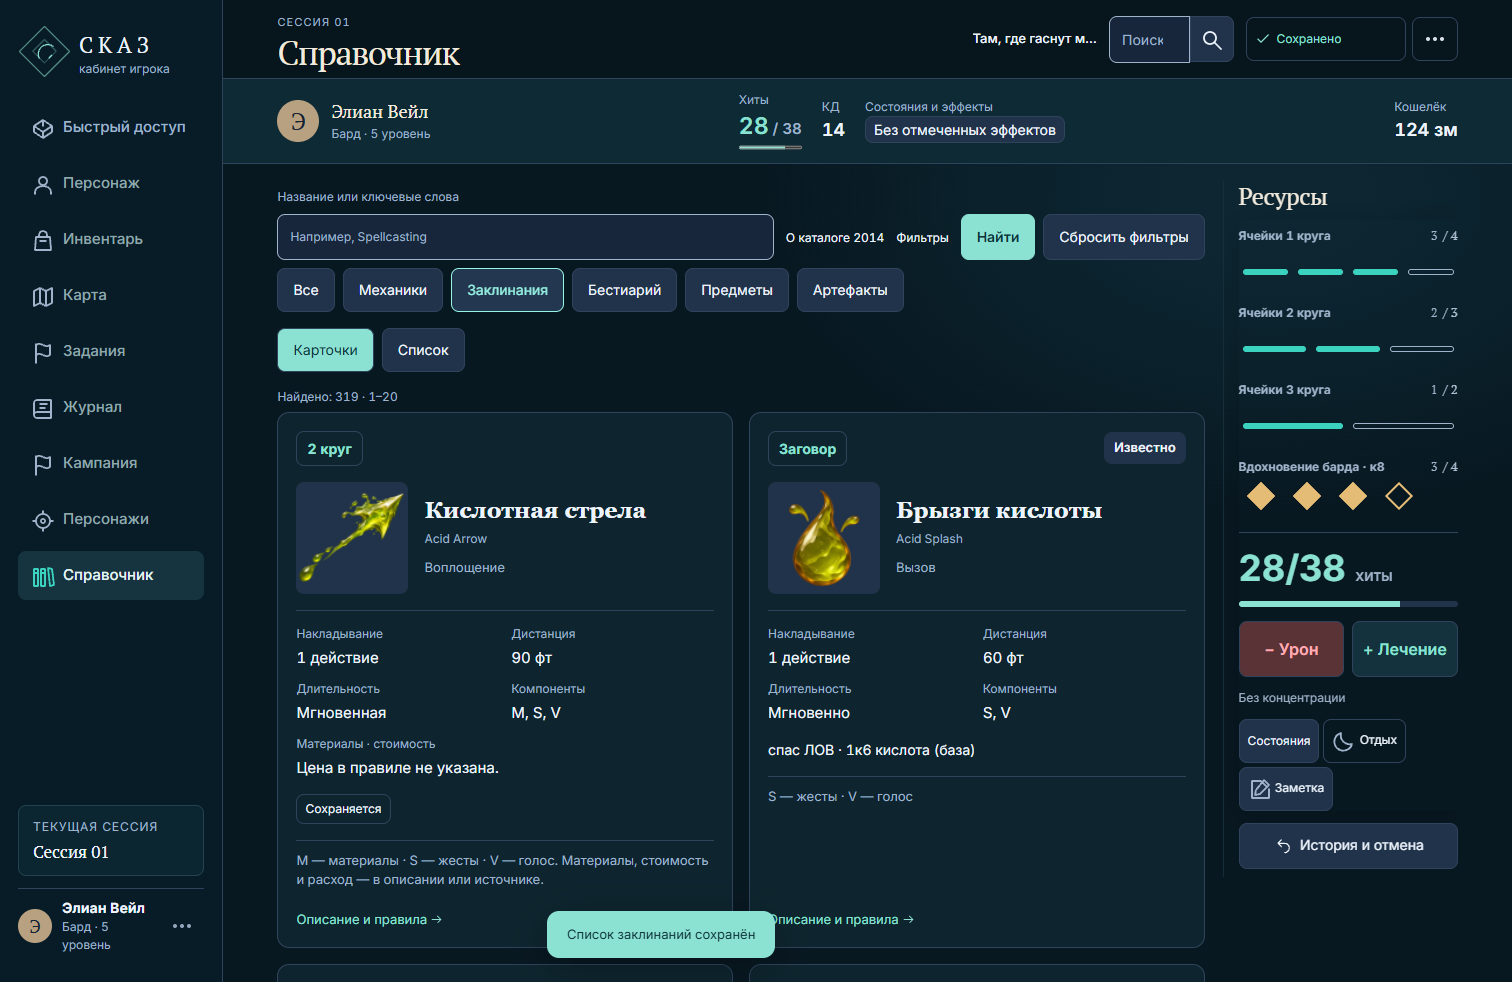 СКАЗ
кабинет игрока
Быстрый доступ
Персонаж
Инвентарь
Карта
Задания
Журнал
Кампания
Персонажи
Справочник
ТЕКУЩАЯ СЕССИЯ
Сессия 01
Э
Элиан Вейл
Бард · 5
уровень
СЕССИЯ 01
Справочник
Там, где гаснут м...
Поиск
Сохранено
Э
Элиан Вейл
Бард · 5 уровень
Хиты
28 / 38
КД
14
Состояния и эффекты
Без отмеченных эффектов
Кошелёк
124 зм
Название или ключевые слова
Например, Spellcasting
О каталоге 2014
Фильтры
Найти
Сбросить фильтры
Все
Механики
Заклинания
Бестиарий
Предметы
Артефакты
Карточки
Список
Найдено: 319 · 1–20
2 круг
Кислотная стрела
Acid Arrow
Воплощение
Накладывание
1 действие
Дистанция
90 фт
Длительность
Мгновенная
Компоненты
M, S, V
Материалы · стоимость
Цена в правиле не указана.
Сохраняется
M — материалы · S — жесты · V — голос. Материалы, стоимость
и расход — в описании или источнике.
Описание и правила →
Заговор
Известно
Брызги кислоты
Acid Splash
Вызов
Накладывание
1 действие
Дистанция
60 фт
Длительность
Мгновенно
Компоненты
S, V
спас ЛОВ · 1к6 кислота (база)
S — жесты · V — голос
Описание и правила →
Список заклинаний сохранён
Ресурсы
Ячейки 1 круга
3 / 4
Ячейки 2 круга
2 / 3
Ячейки 3 круга
1 / 2
Вдохновение барда · к8
3 / 4
28/38 хиты
− Урон
+ Лечение
Без концентрации
Состояния
Отдых
Заметка
История и отмена